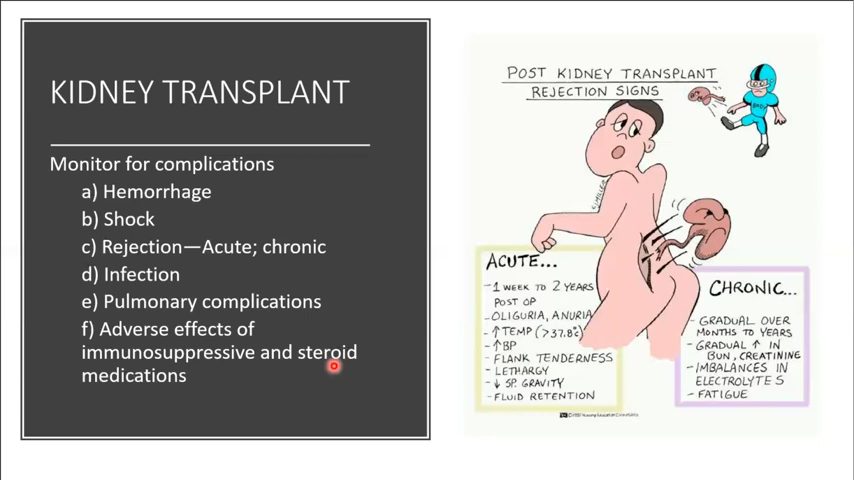 KIDNEY TRANSPLANT
Monitor for complications
a) Hemorrhage
b) Shock
c) Rejection—Acute; chronic
d) Infection
e) Pulmonary complications
f) Adverse effects of
immunosuppressive and steroid
medications
POST KIDNEY TRANSPLANT
REJECTION SIGNS
ACUTE...
- 1 WEEK TO 2 YEARS
POST OP
- OLIGURIA, ANURIA
- ↑ TEMP (>37.8°C)
- ↑ BP
- FLANK TENDERNESS
- LETHARGY
- ↓ SP. GRAVITY
- FLUID RETENTION
CHRONIC...
- GRADUAL OVER
MONTHS TO YEARS
- GRADUAL ↑ IN
BUN, CREATININE
- IMBALANCES IN
ELECTROLYTES
- FATIGUE